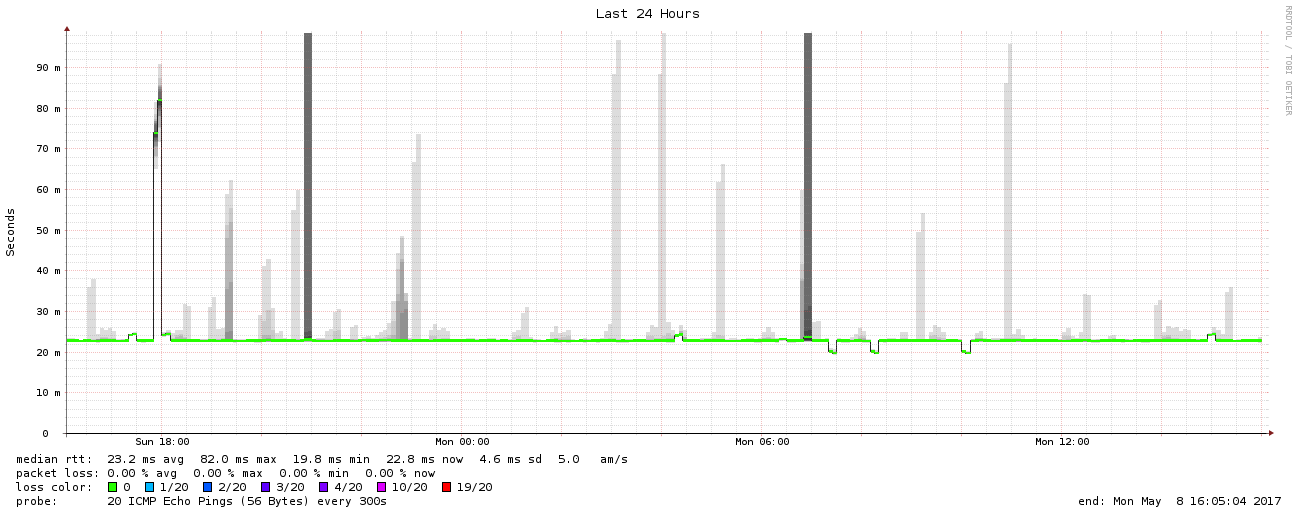 Last 24 Hours
RRDTOOL / TOBI OETIKER
Seconds
90 m
80 m
70 m
60 m
50 m
40 m
30 m
20 m
10 m
0
Sun 18:00 Mon 00:00 Mon 06:00 Mon 12:00
median rtt: 23.2 ms avg 82.0 ms max 19.8 ms min 22.8 ms now 4.6 ms sd 5.0 am/s
packet loss: 0.00 % avg 0.00 % max 0.00 % min 0.00 % now
loss color: 0 1/20 2/20 3/20 4/20 10/20 19/20
probe: 20 ICMP Echo Pings (56 Bytes) every 300s end: Mon May 8 16:05:04 2017